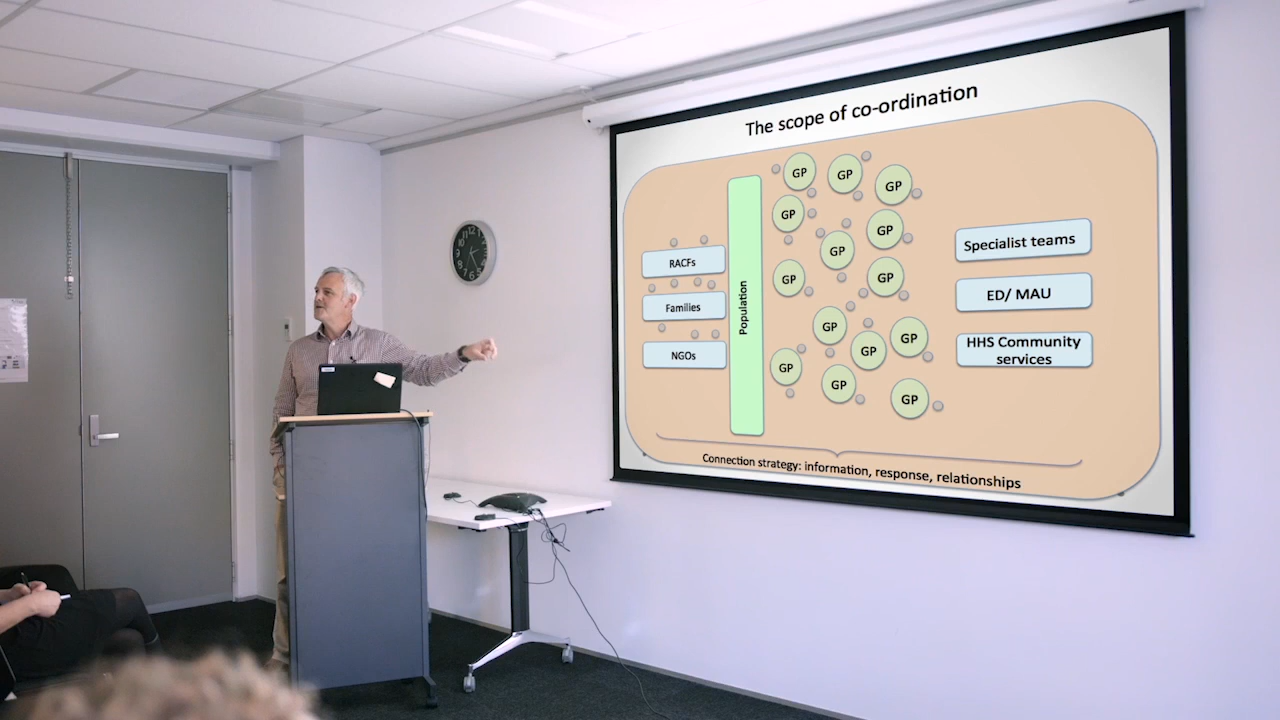 The scope of co-ordination
RACFs
Families
NGOs
Population
GP
GP
GP
GP
GP
GP
GP
GP
GP
GP
GP
GP
GP
GP
Specialist teams
ED/ MAU
HHS Community
services
Connection strategy: information, response, relationships